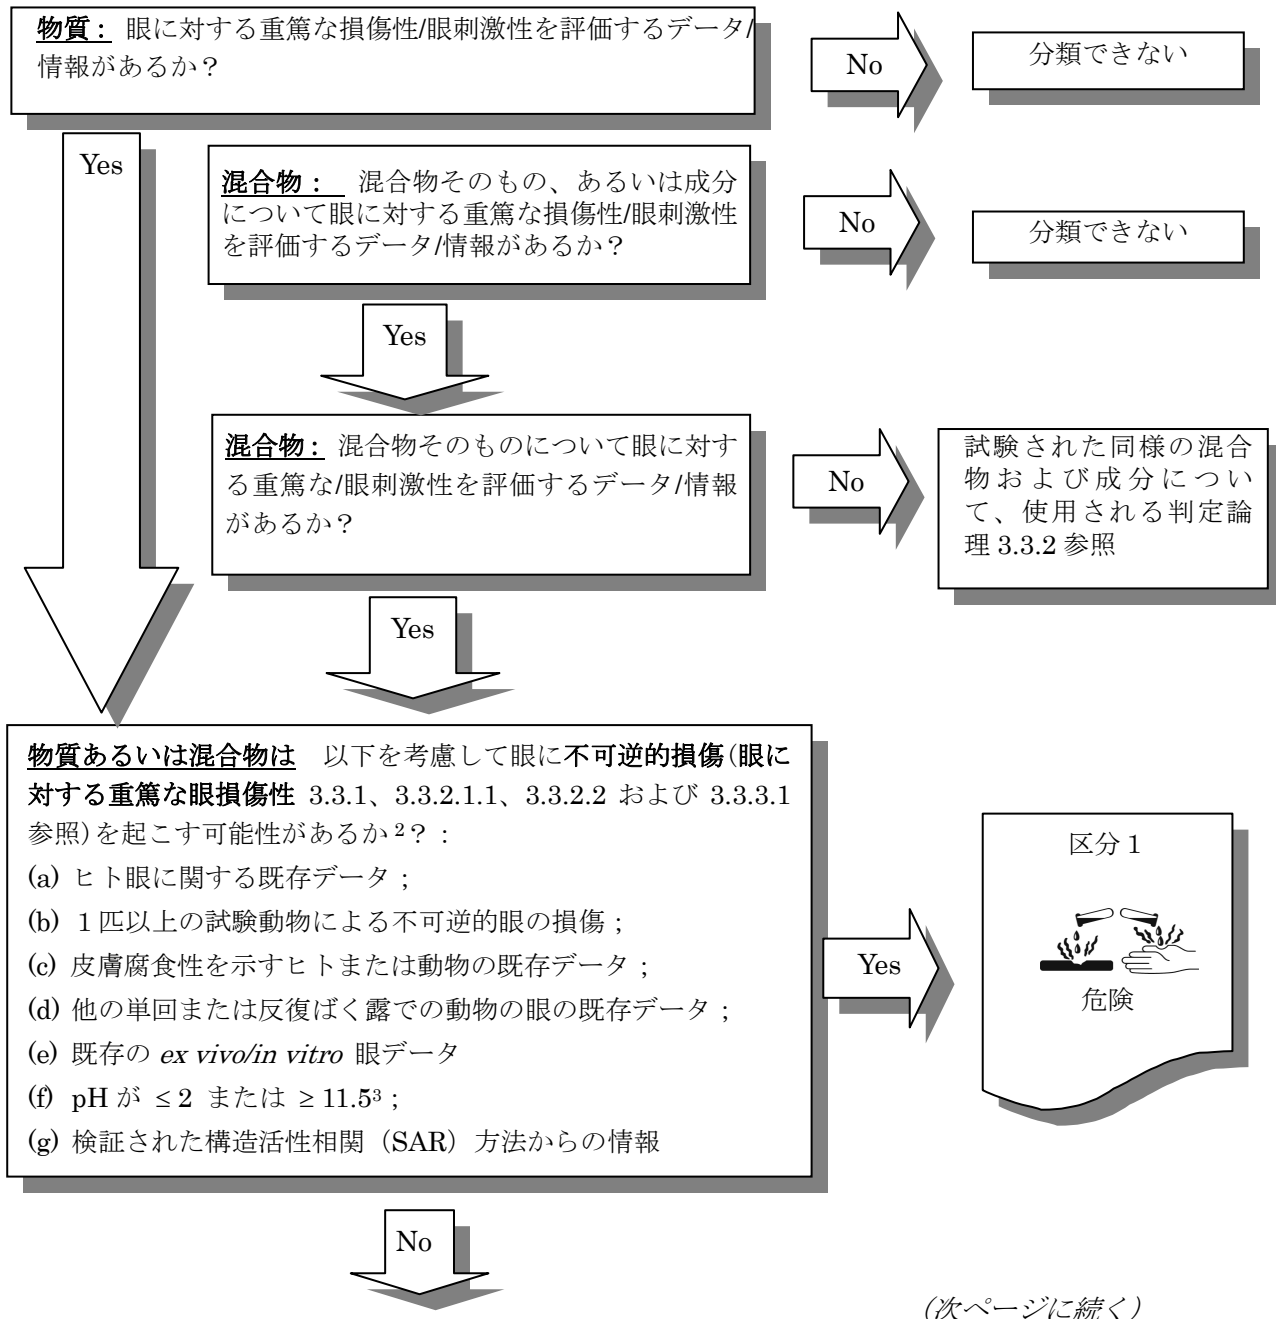 物質: 眼に対する重篤な損傷性/眼刺激性を評価するデータ/
情報があるか？
No
分類できない
Yes
混合物: 混合物そのもの、あるいは成分
について眼に対する重篤な損傷性/眼刺激性
を評価するデータ/情報があるか？
No
分類できない
Yes
混合物: 混合物そのものについて眼に対す
る重篤な/眼刺激性を評価するデータ/情報
があるか？
No
試験された同様の混合
物および成分につい
て、使用される判定論
理 3.3.2 参照
Yes
物質あるいは混合物は 以下を考慮して眼に不可逆的損傷(眼に
対する重篤な眼損傷性 3.3.1、3.3.2.1.1、3.3.2.2 および 3.3.3.1
参照)を起こす可能性があるか²？：
(a) ヒト眼に関する既存データ；
(b) １匹以上の試験動物による不可逆的眼の損傷；
(c) 皮膚腐食性を示すヒトまたは動物の既存データ；
(d) 他の単回または反復ばく露での動物の眼の既存データ；
(e) 既存の ex vivo/in vitro 眼データ
(f) pH が ≤ 2 または ≥ 11.5³；
(g) 検証された構造活性相関（SAR）方法からの情報
Yes
区分 1
危険
No
(次ページに続く)